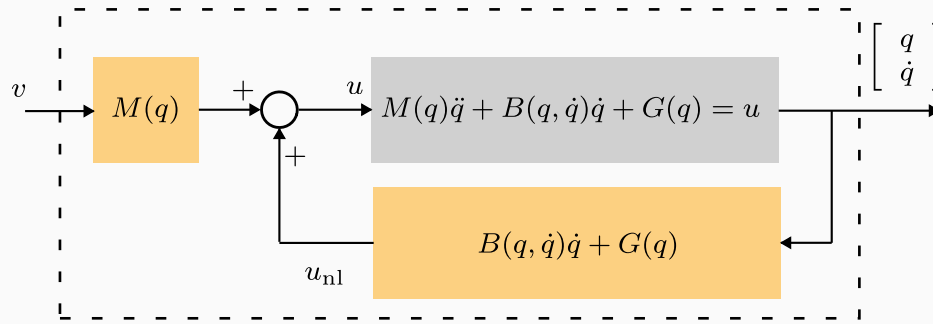 v
M(q)
+
+
u
M(q)q̈ + B(q, q̇)q̇ + G(q) = u
[ q
q̇ ]
B(q, q̇)q̇ + G(q)
u_nl